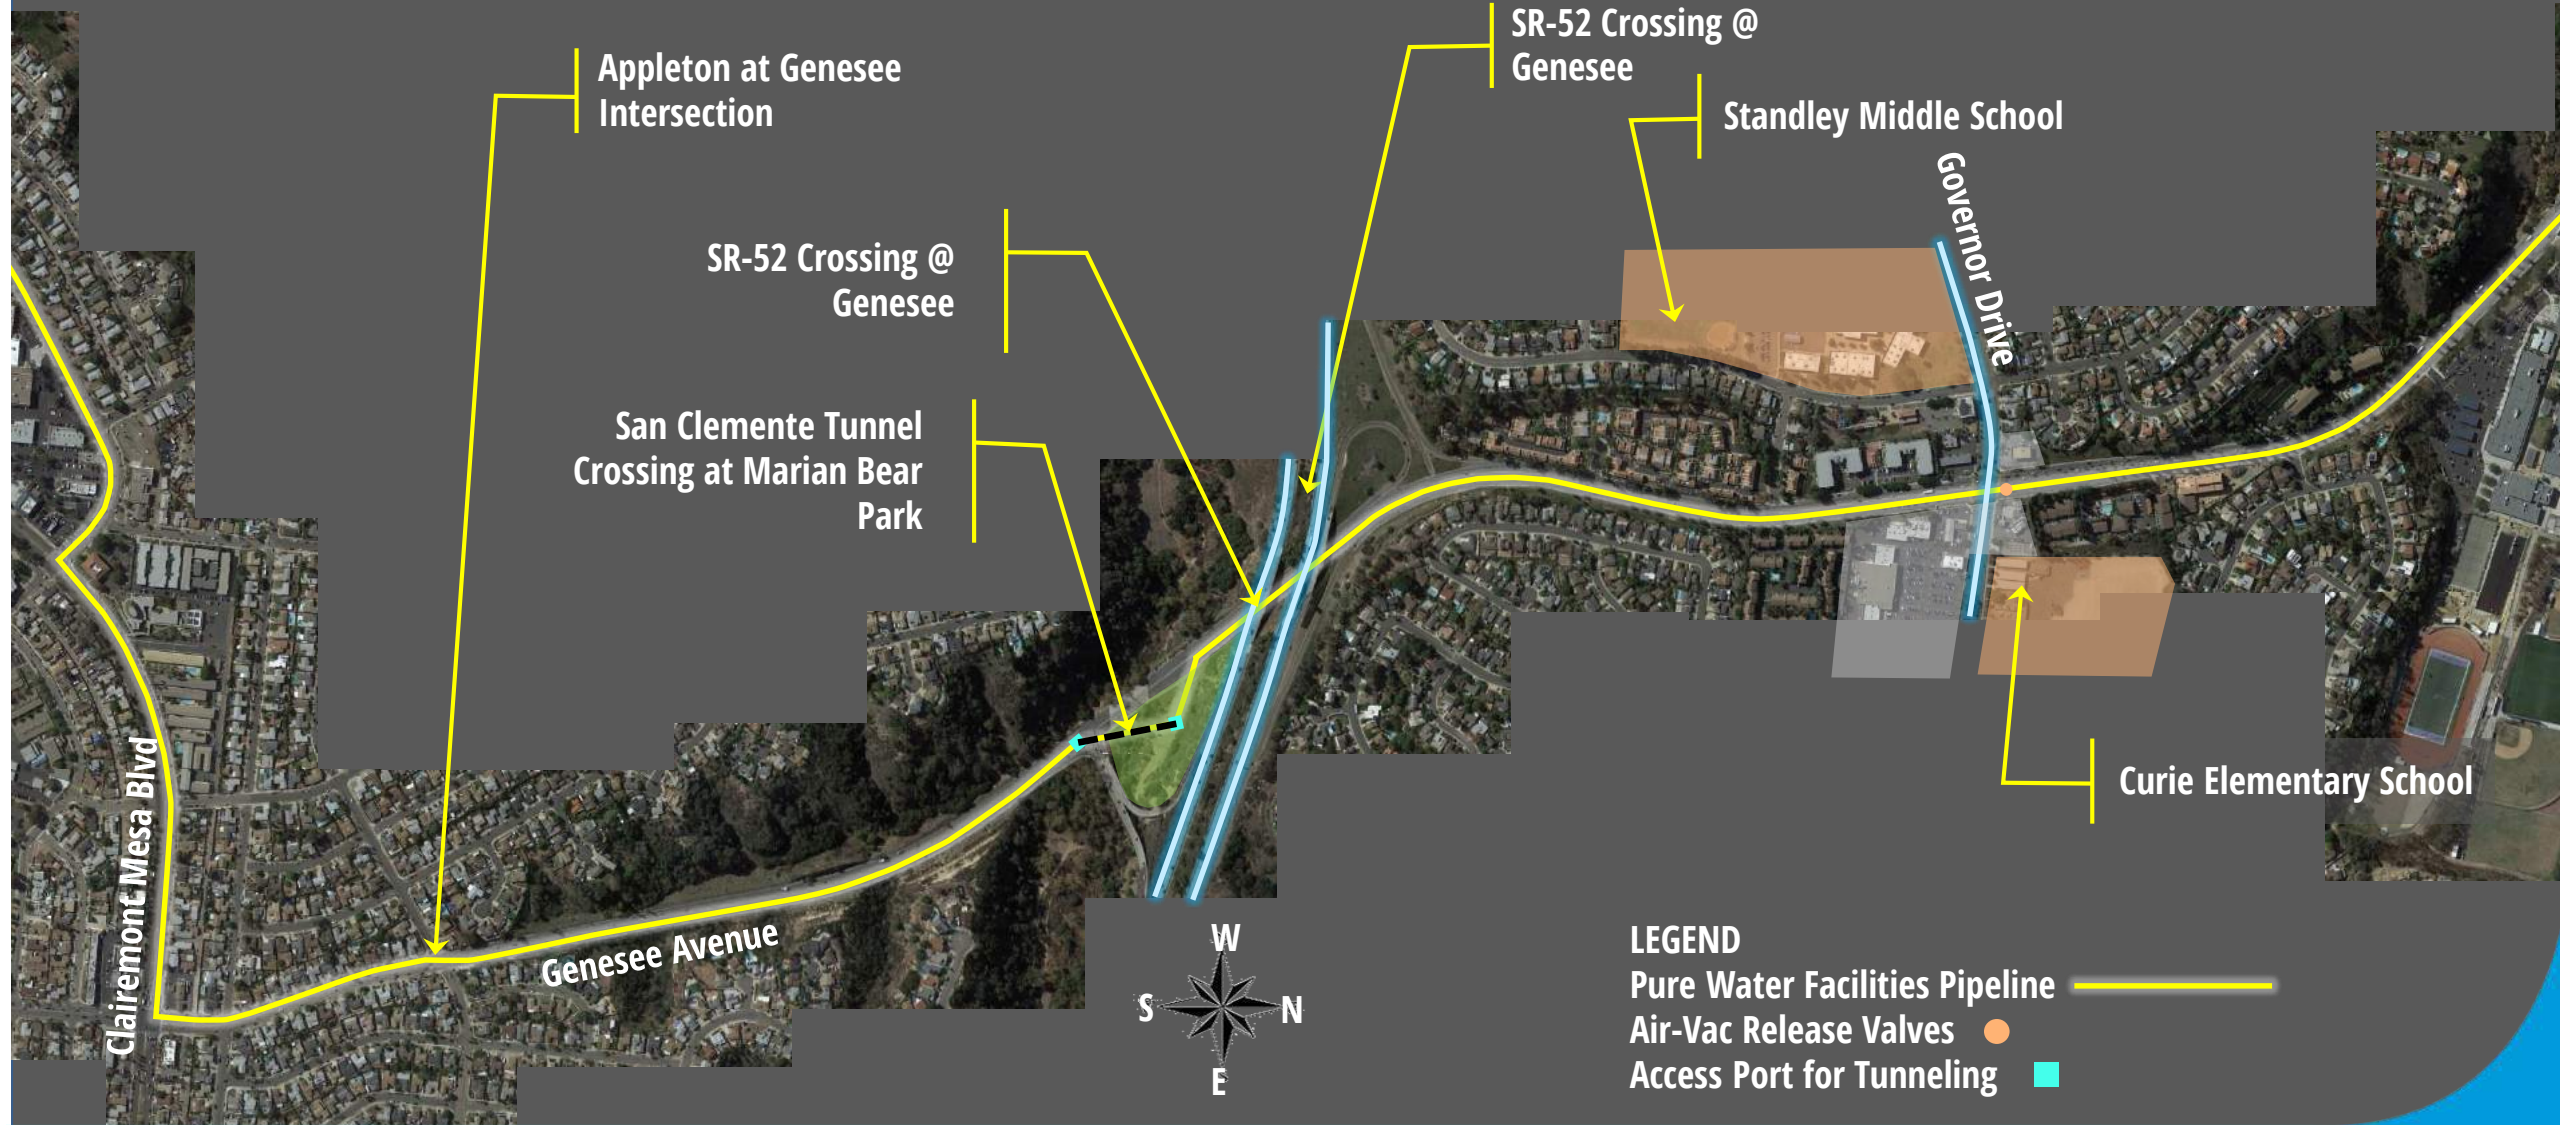 SR-52 Crossing @
Genesee
Appleton at Genesee
Intersection
Standley Middle School
Governor Drive
SR-52 Crossing @
Genesee
San Clemente Tunnel
Crossing at Marian Bear
Park
Clairemont Mesa Blvd
Genesee Avenue
Curie Elementary School
W
S
N
E
LEGEND
Pure Water Facilities Pipeline
Air-Vac Release Valves
Access Port for Tunneling